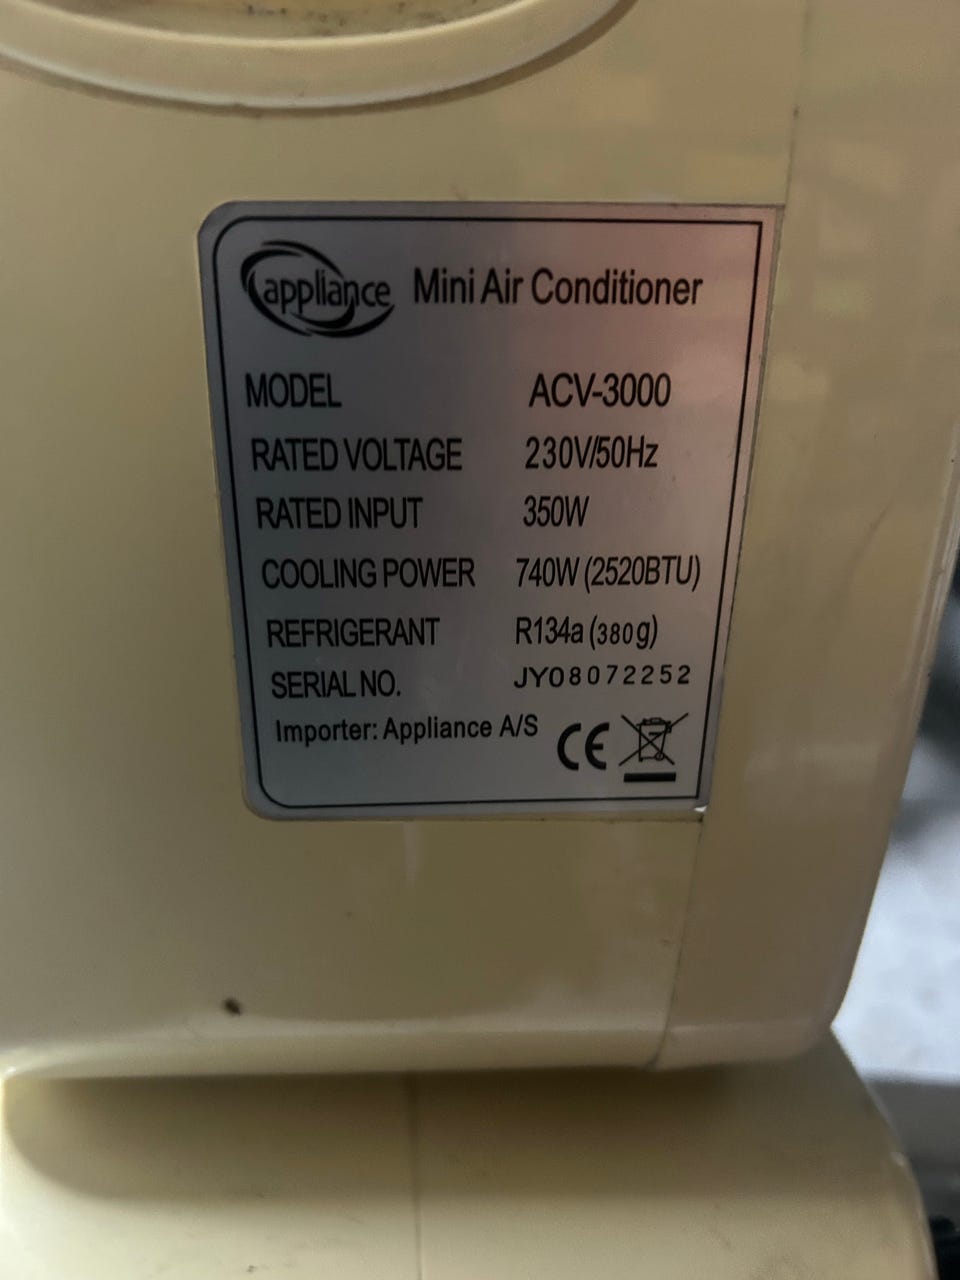 appliance Mini Air Conditioner
MODEL ACV-3000
RATED VOLTAGE 230V/50Hz
RATED INPUT 350W
COOLING POWER 740W (2520BTU)
REFRIGERANT R134a (380g)
SERIAL NO. JY08072252
Importer: Appliance A/S CE